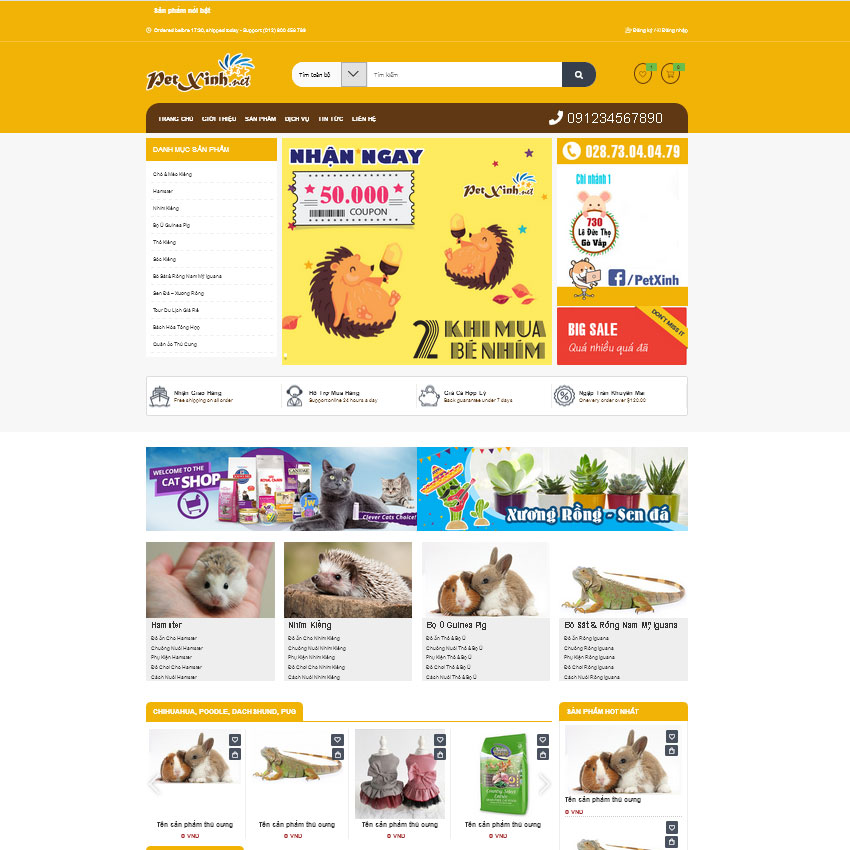 Sản phẩm nổi bật
Ordered before 17:30, shipped today - Support: (012) 800 456 789
Đăng ký / Đăng nhập
PetXinh.net
Tìm toàn bộ
Tìm kiếm
TRANG CHỦ GIỚI THIỆU SẢN PHẨM DỊCH VỤ TIN TỨC LIÊN HỆ
091234567890
DANH MỤC SẢN PHẨM
Chó & Mèo Kiểng
Hamster
Nhím Kiểng
Bọ Ú Guinea Pig
Thỏ Kiểng
Sóc Kiểng
Bò Sát & Rồng Nam Mỹ Iguana
Sen Đá – Xương Rồng
Tour Du Lịch Giá Rẻ
Bách Hóa Tổng Hợp
Quần áo Thú Cưng
NHẬN NGAY
50.000
COUPON
PetXinh.net
2 KHI MUA
BÉ NHÍM
028.73.04.04.79
Chi nhánh 1
730
Lê Đức Thọ
Gò Vấp
/PetXinh
BIG SALE
DON'T MISS IT
Quá nhiều quá đã
Nhận Giao Hàng
Free shipping on all order
Hỗ Trợ Mua Hàng
Support online 24 hours a day
Giá Cả Hợp Lý
Back guarantee under 7 days
Ngập Tràn Khuyến Mãi
Onevery order over $120.00
WELCOME TO THE
CAT SHOP
Clever Cats Choice!
Xương Rồng - Sen đá
Hamster
Đồ ăn Cho Hamster
Chuồng Nuôi Hamster
Phụ Kiện Hamster
Đồ Chơi Cho Hamster
Cách Nuôi Hamster
Nhím Kiểng
Đồ ăn Cho Nhím Kiểng
Chuồng Nuôi Nhím Kiểng
Phụ Kiện Nhím Kiểng
Đồ Chơi Cho Nhím Kiểng
Cách Nuôi Nhím Kiểng
Bọ Ú Guinea Pig
Đồ ăn Thỏ & Bọ Ú
Chuồng Nuôi Thỏ & Bọ Ú
Phụ Kiện Thỏ & Bọ Ú
Đồ Chơi Thỏ & Bọ Ú
Cách Nuôi Thỏ & Bọ Ú
Bò Sát & Rồng Nam Mỹ Iguana
Đồ ăn Rồng Iguana
Chuồng Rồng Iguana
Phụ Kiện Rồng Iguana
Đồ Chơi Rồng Iguana
Cách Nuôi Rồng Iguana
CHIHUAHUA, POODLE, DACHSHUND, PUG
SẢN PHẨM HOT NHẤT
Tên sản phẩm thú cưng
0 VND
Tên sản phẩm thú cưng
0 VND
Tên sản phẩm thú cưng
0 VND
Tên sản phẩm thú cưng
0 VND
Tên sản phẩm thú cưng
0 VND